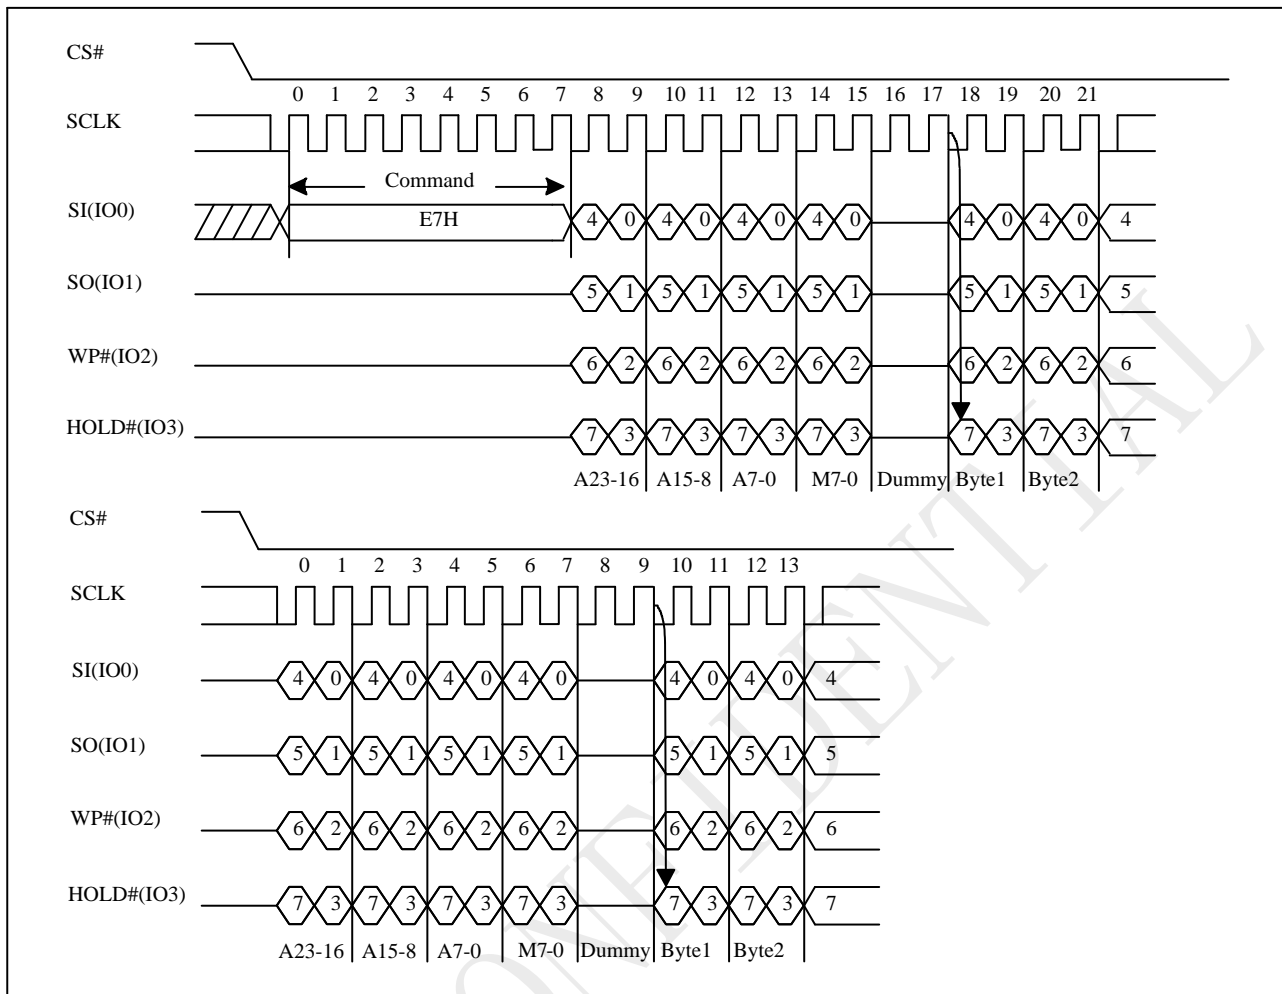 CS#
0 1 2 3 4 5 6 7 8 9 10 11 12 13 14 15 16 17 18 19 20 21
SCLK
Command
SI(IO0) E7H 4 0 4 0 4 0 4 0 4 0 4 0 4
SO(IO1) 5 1 5 1 5 1 5 1 5 1 5 1 5
WP#(IO2) 6 2 6 2 6 2 6 2 6 2 6 2 6
HOLD#(IO3) 7 3 7 3 7 3 7 3 7 3 7 3 7
A23-16 A15-8 A7-0 M7-0 Dummy Byte1 Byte2
CS#
0 1 2 3 4 5 6 7 8 9 10 11 12 13
SCLK
SI(IO0) 4 0 4 0 4 0 4 0 4 0 4 0 4
SO(IO1) 5 1 5 1 5 1 5 1 5 1 5 1 5
WP#(IO2) 6 2 6 2 6 2 6 2 6 2 6 2 6
HOLD#(IO3) 7 3 7 3 7 3 7 3 7 3 7 3 7
A23-16 A15-8 A7-0 M7-0 Dummy Byte1 Byte2
ONFIDENTIAL